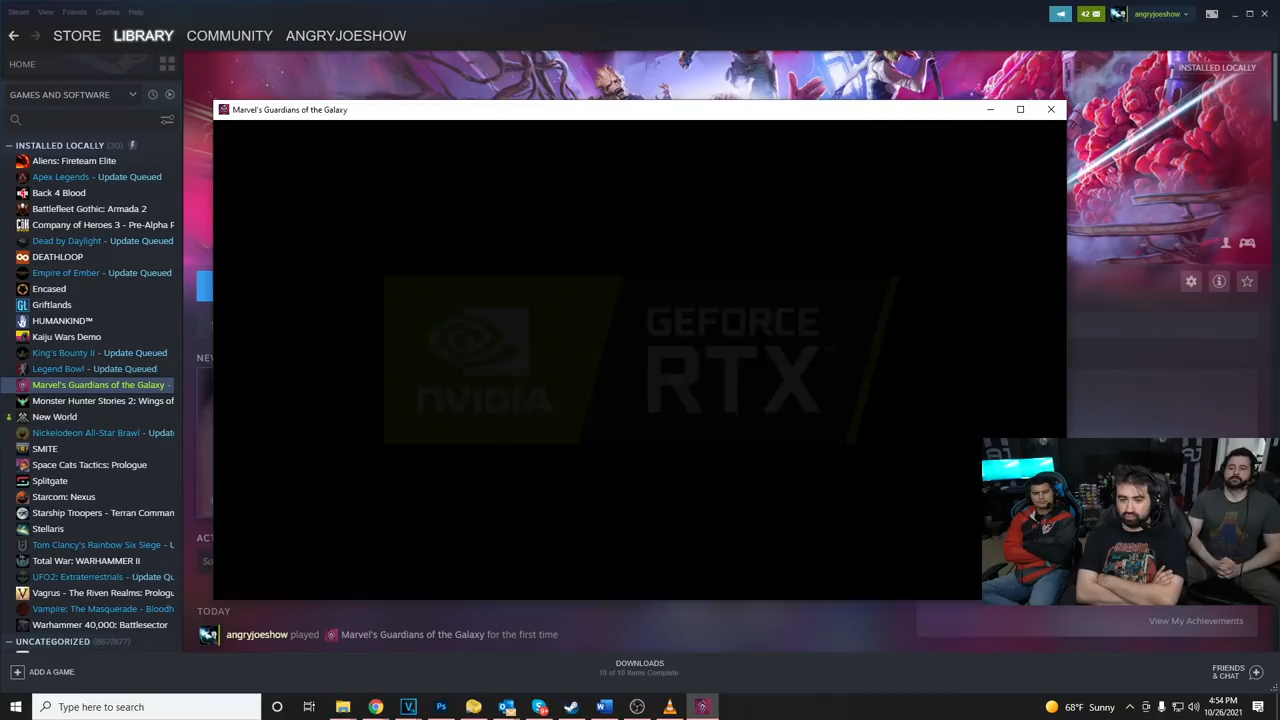 Steam View Friends Games Help
42
angryjoeshow
STORE LIBRARY COMMUNITY ANGRYJOESHOW
HOME
INSTALLED LOCALLY
GAMES AND SOFTWARE
Marvel's Guardians of the Galaxy
INSTALLED LOCALLY (30)
Aliens: Fireteam Elite
Apex Legends - Update Queued
Back 4 Blood
Battlefleet Gothic: Armada 2
Company of Heroes 3 - Pre-Alpha P
Dead by Daylight - Update Queued
DEATHLOOP
Empire of Ember - Update Queued
Encased
Griftlands
HUMANKIND™
Kaiju Wars Demo
King's Bounty II - Update Queued
Legend Bowl - Update Queued
Marvel's Guardians of the Galaxy -
Monster Hunter Stories 2: Wings of
New World
Nickelodeon All-Star Brawl - Updat
SMITE
Space Cats Tactics: Prologue
Splitgate
Starcom: Nexus
Starship Troopers - Terran Comman
Stellaris
Tom Clancy's Rainbow Six Siege - U
Total War: WARHAMMER II
UFO2: Extraterrestrials - Update Qu
Vagrus - The Riven Realms: Prologu
Vampire: The Masquerade - Bloodh
Warhammer 40,000: Battlesector
UNCATEGORIZED (887/877)
NVIDIA
GEFORCE
RTX™
NEV
ACT
So
TODAY
angryjoeshow played Marvel's Guardians of the Galaxy for the first time
View My Achievements
ADD A GAME
DOWNLOADS
10 of 10 Items Complete
FRIENDS
& CHAT
Type here to search
68°F Sunny
4:54 PM
10/26/2021